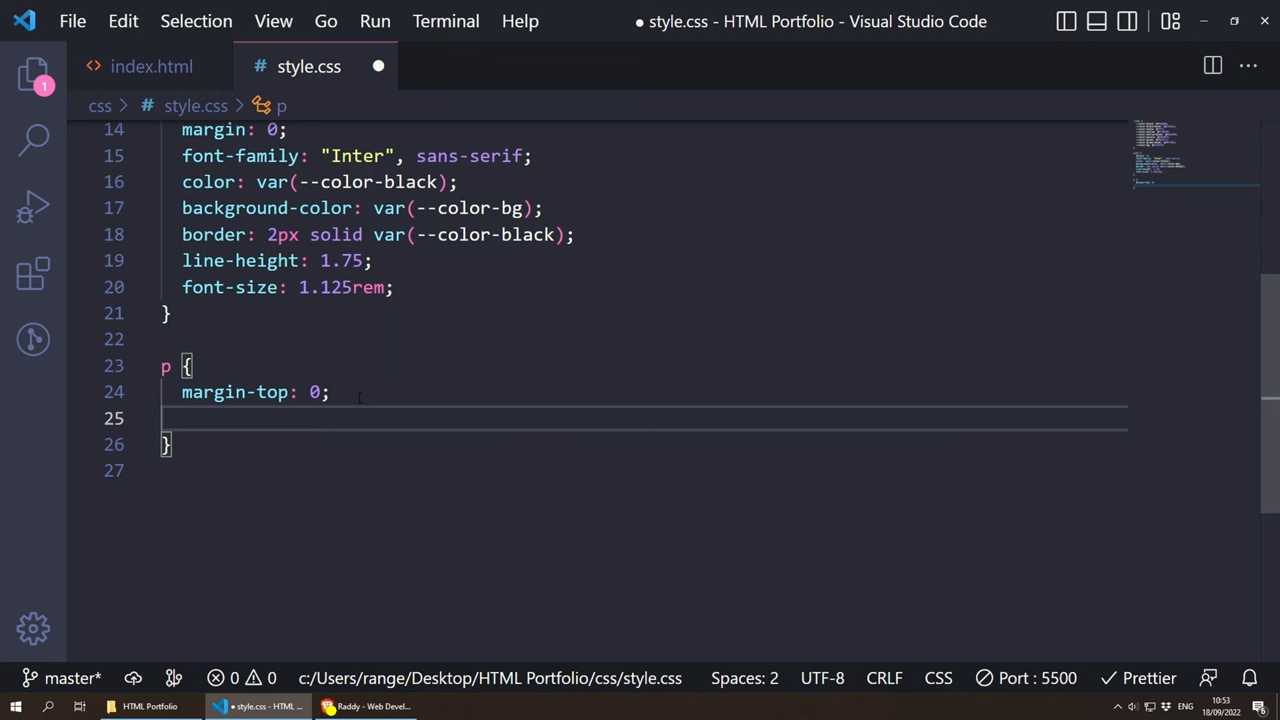 File Edit Selection View Go Run Terminal Help ● style.css - HTML Portfolio - Visual Studio Code
<> index.html # style.css
css > # style.css > p
1
14 margin: 0;
15 font-family: "Inter", sans-serif;
16 color: var(--color-black);
17 background-color: var(--color-bg);
18 border: 2px solid var(--color-black);
19 line-height: 1.75;
20 font-size: 1.125rem;
21 }
22
23 p {
24 margin-top: 0;
25
26 }
27
master* 0 0 c:/Users/range/Desktop/HTML Portfolio/css/style.css Spaces: 2 UTF-8 CRLF CSS Port : 5500 Prettier
HTML Portfolio ● style.css - HTML ... Raddy - Web Devel... ENG 10:53
18/09/2022 6